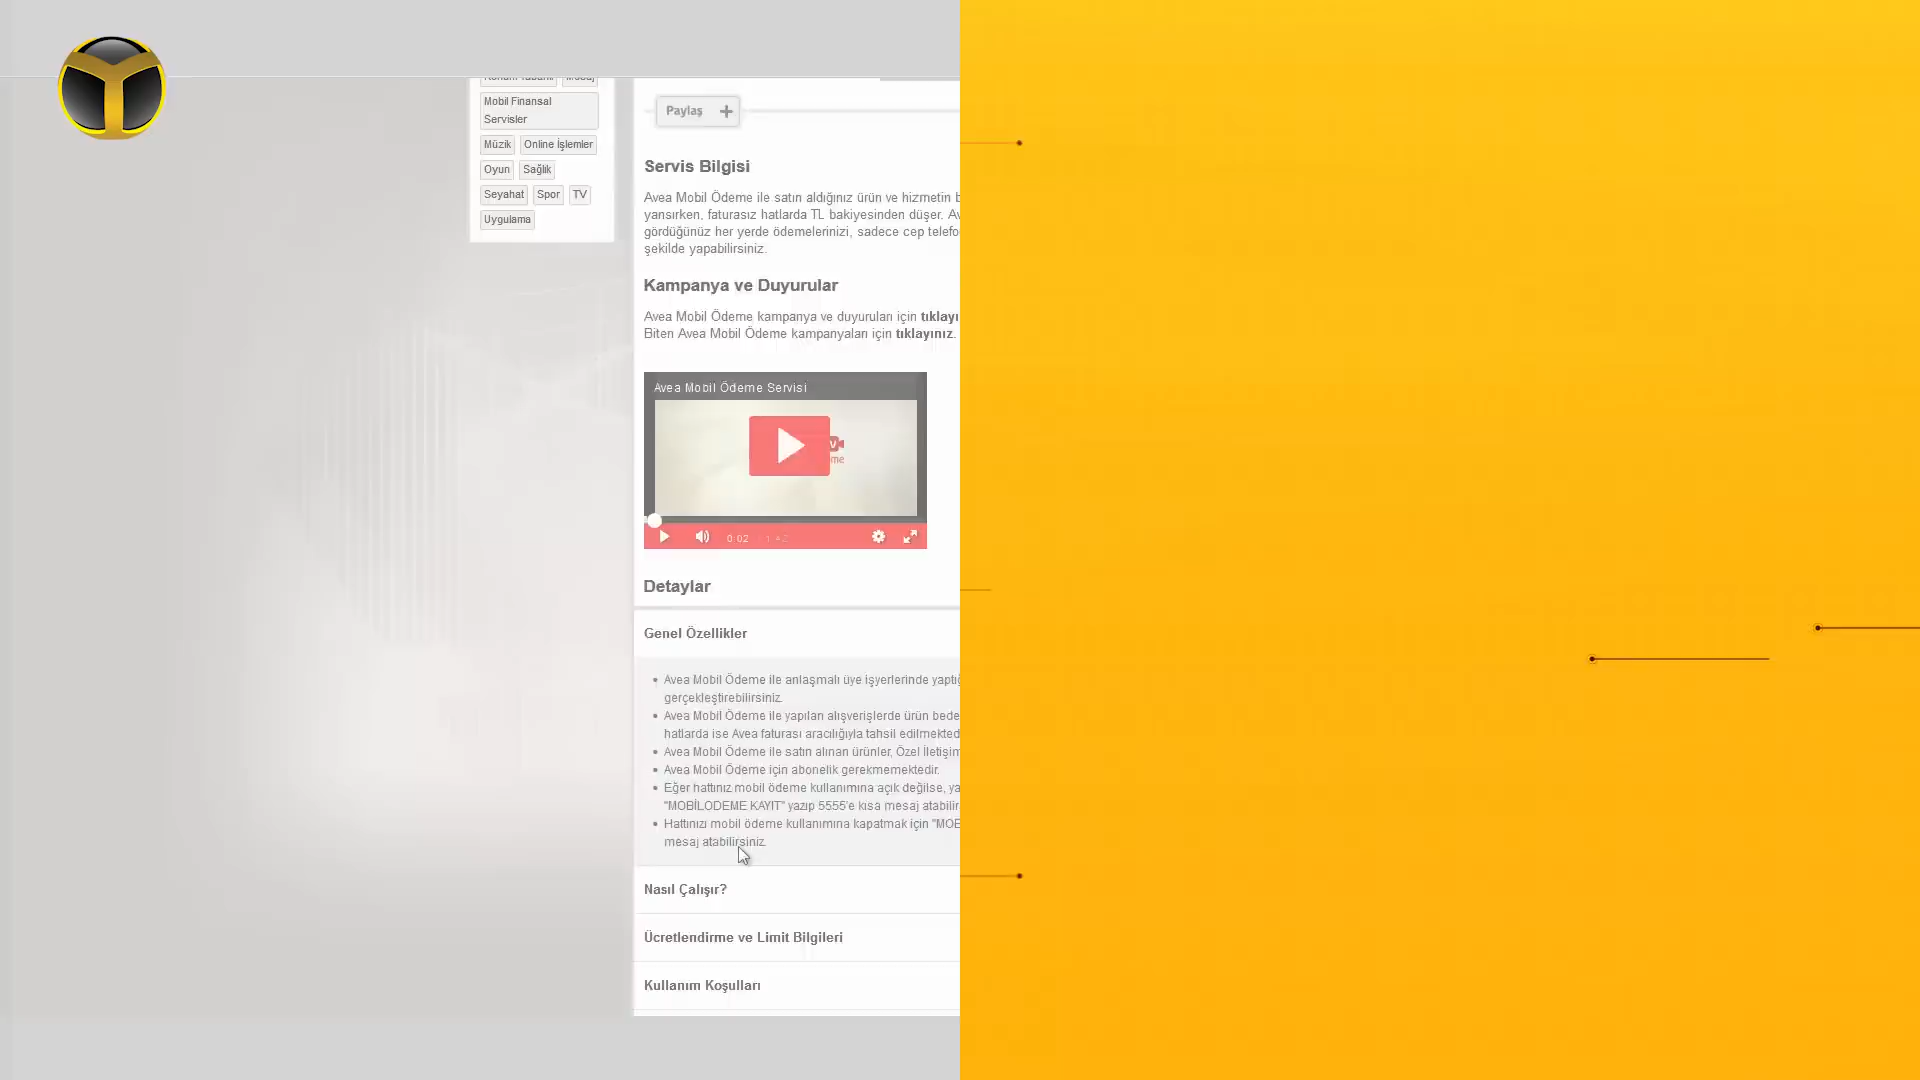 Mobil Finansal
Servisler
Müzik Online İşlemler
Oyun Sağlık
Seyahat Spor TV
Uygulama
Paylaş +
Servis Bilgisi
Avea Mobil Ödeme ile satın aldığınız ürün ve hizmetin
yansırken, faturasız hatlarda TL bakiyesinden düşer.
gördüğünüz her yerde ödemelerinizi, sadece cep
şekilde yapabilirsiniz.
Kampanya ve Duyurular
Avea Mobil Ödeme kampanya ve duyuruları için tıklayı
Biten Avea Mobil Ödeme kampanyaları için tıklayınız.
Avea Mobil Ödeme Servisi
0:02
Detaylar
Genel Özellikler
• Avea Mobil Ödeme ile anlaşmalı üye işyerlerinde
gerçekleştirebilirsiniz.
• Avea Mobil Ödeme ile yapılan alışverişlerde ürün bede
hatlarda ise Avea faturası aracılığıyla tahsil edilmekted
• Avea Mobil Ödeme ile satın alınan ürünler, Özel İletişim
• Avea Mobil Ödeme için abonelik gerekmemektedir.
• Eğer hattınız mobil ödeme kullanımına açık değilse, ya
"MOBİLODEME KAYIT" yazıp 5555'e kısa mesaj atabilir
• Hattınızı mobil ödeme kullanımına kapatmak için
mesaj atabilirsiniz.
Nasıl Çalışır?
Ücretlendirme ve Limit Bilgileri
Kullanım Koşulları